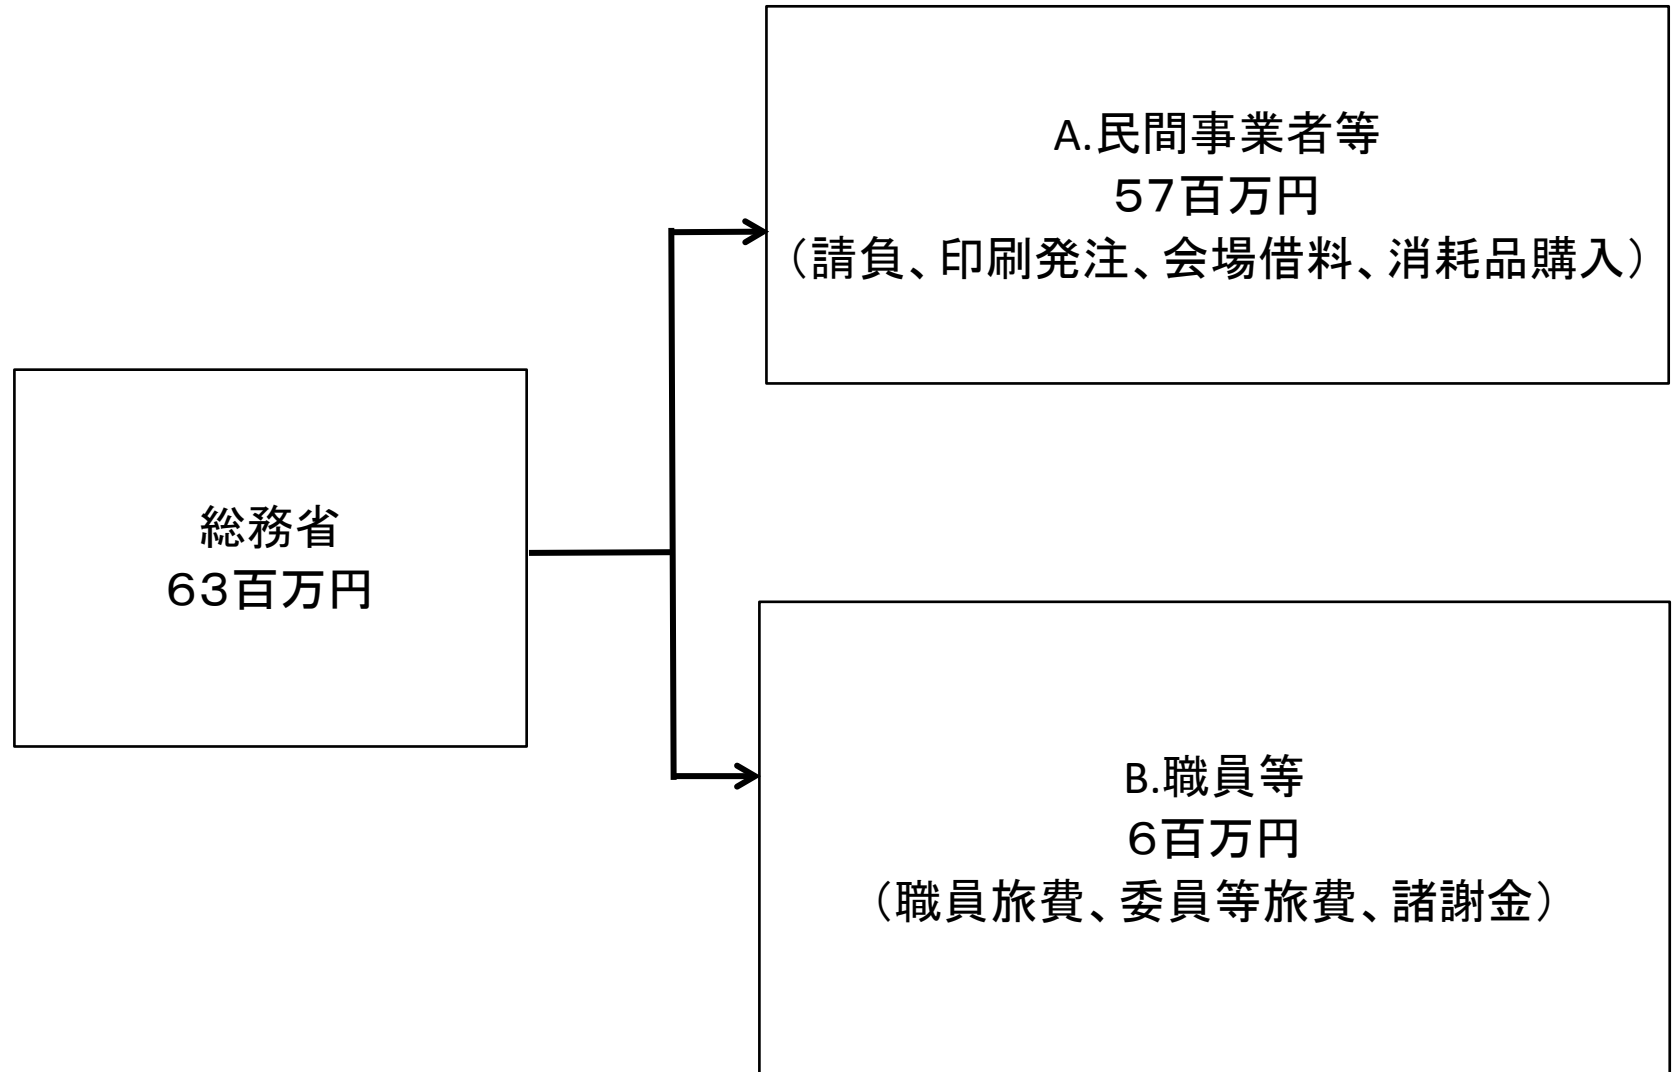 A.民間事業者等
57百万円
（請負、印刷発注、会場借料、消耗品購入）
総務省
63百万円
B.職員等
6百万円
（職員旅費、委員等旅費、諸謝金）